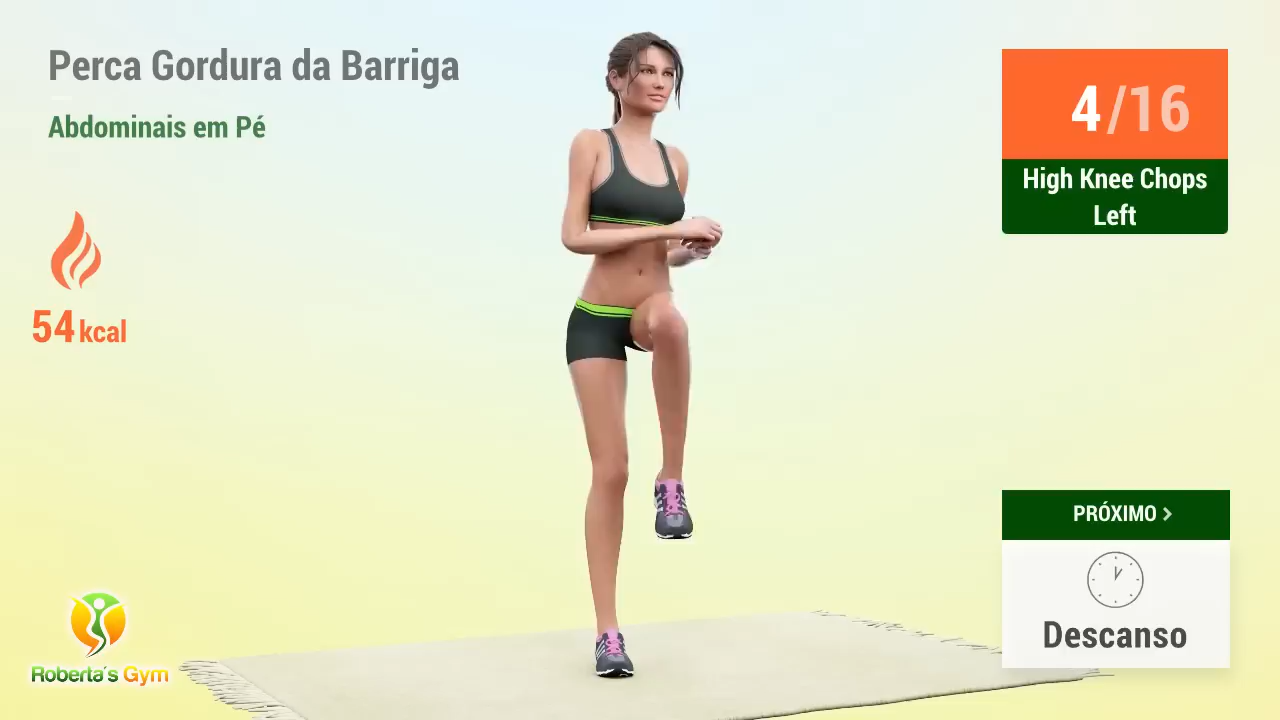 Perca Gordura da Barriga
Abdominais em Pé
4/16
High Knee Chops
Left
54 kcal
PRÓXIMO >
Descanso
Roberta's Gym